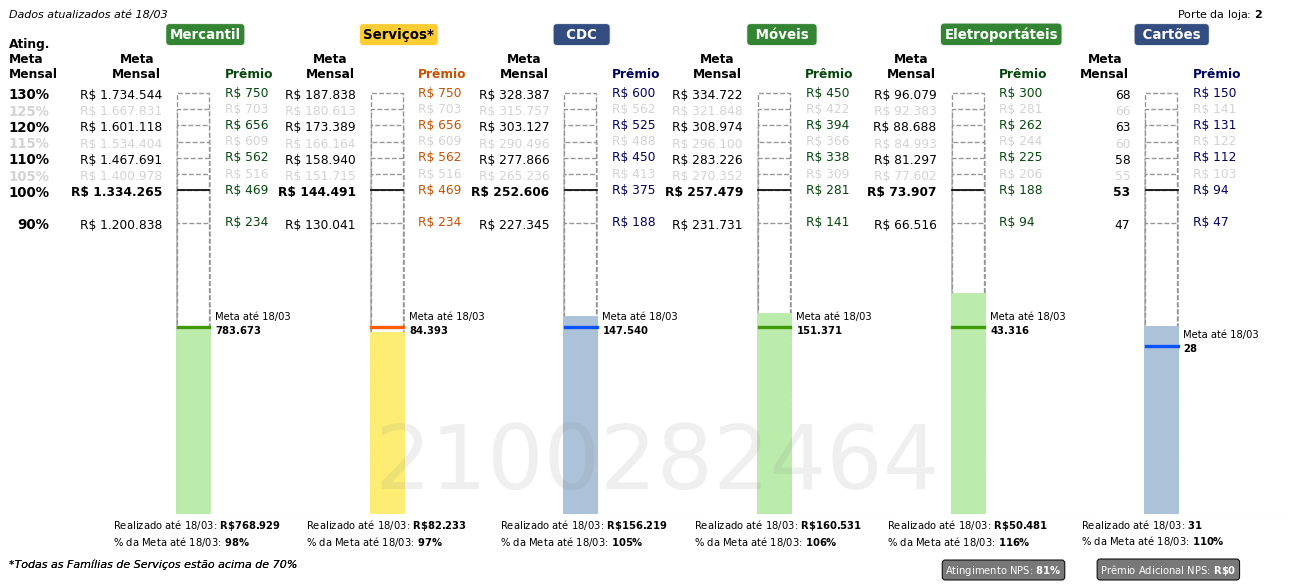 Dados atualizados até 18/03
Porte da loja: 2
Mercantil Serviços* CDC Móveis Eletroportáteis Cartões
Ating. Meta Mensal
Meta Mensal Prêmio Meta Mensal Prêmio Meta Mensal Prêmio Meta Mensal Prêmio Meta Mensal Prêmio Meta Mensal Prêmio
130% R$ 1.734.544 R$ 750 R$ 187.838 R$ 750 R$ 328.387 R$ 600 R$ 334.722 R$ 450 R$ 96.079 R$ 300 68 R$ 150
125% R$ 1.667.831 R$ 703 R$ 180.613 R$ 703 R$ 315.757 R$ 562 R$ 321.848 R$ 422 R$ 92.383 R$ 281 66 R$ 141
120% R$ 1.601.118 R$ 656 R$ 173.389 R$ 656 R$ 303.127 R$ 525 R$ 308.974 R$ 394 R$ 88.688 R$ 262 63 R$ 131
115% R$ 1.534.404 R$ 609 R$ 166.164 R$ 609 R$ 290.496 R$ 488 R$ 296.100 R$ 366 R$ 84.993 R$ 244 60 R$ 122
110% R$ 1.467.691 R$ 562 R$ 158.940 R$ 562 R$ 277.866 R$ 450 R$ 283.226 R$ 338 R$ 81.297 R$ 225 58 R$ 112
105% R$ 1.400.978 R$ 516 R$ 151.715 R$ 516 R$ 265.236 R$ 413 R$ 270.352 R$ 309 R$ 77.602 R$ 206 55 R$ 103
100% R$ 1.334.265 R$ 469 R$ 144.491 R$ 469 R$ 252.606 R$ 375 R$ 257.479 R$ 281 R$ 73.907 R$ 188 53 R$ 94
90% R$ 1.200.838 R$ 234 R$ 130.041 R$ 234 R$ 227.345 R$ 188 R$ 231.731 R$ 141 R$ 66.516 R$ 94 47 R$ 47
Meta até 18/03 Meta até 18/03 Meta até 18/03 Meta até 18/03 Meta até 18/03 Meta até 18/03
783.673 84.393 147.540 151.371 43.316 28
2100282464
Realizado até 18/03: R$768.929 Realizado até 18/03: R$82.233 Realizado até 18/03: R$156.219 Realizado até 18/03: R$160.531 Realizado até 18/03: R$50.481 Realizado até 18/03: 31
% da Meta até 18/03: 98% % da Meta até 18/03: 97% % da Meta até 18/03: 105% % da Meta até 18/03: 106% % da Meta até 18/03: 116% % da Meta até 18/03: 110%
*Todas as Famílias de Serviços estão acima de 70%
Atingimento NPS: 81% Prêmio Adicional NPS: R$0